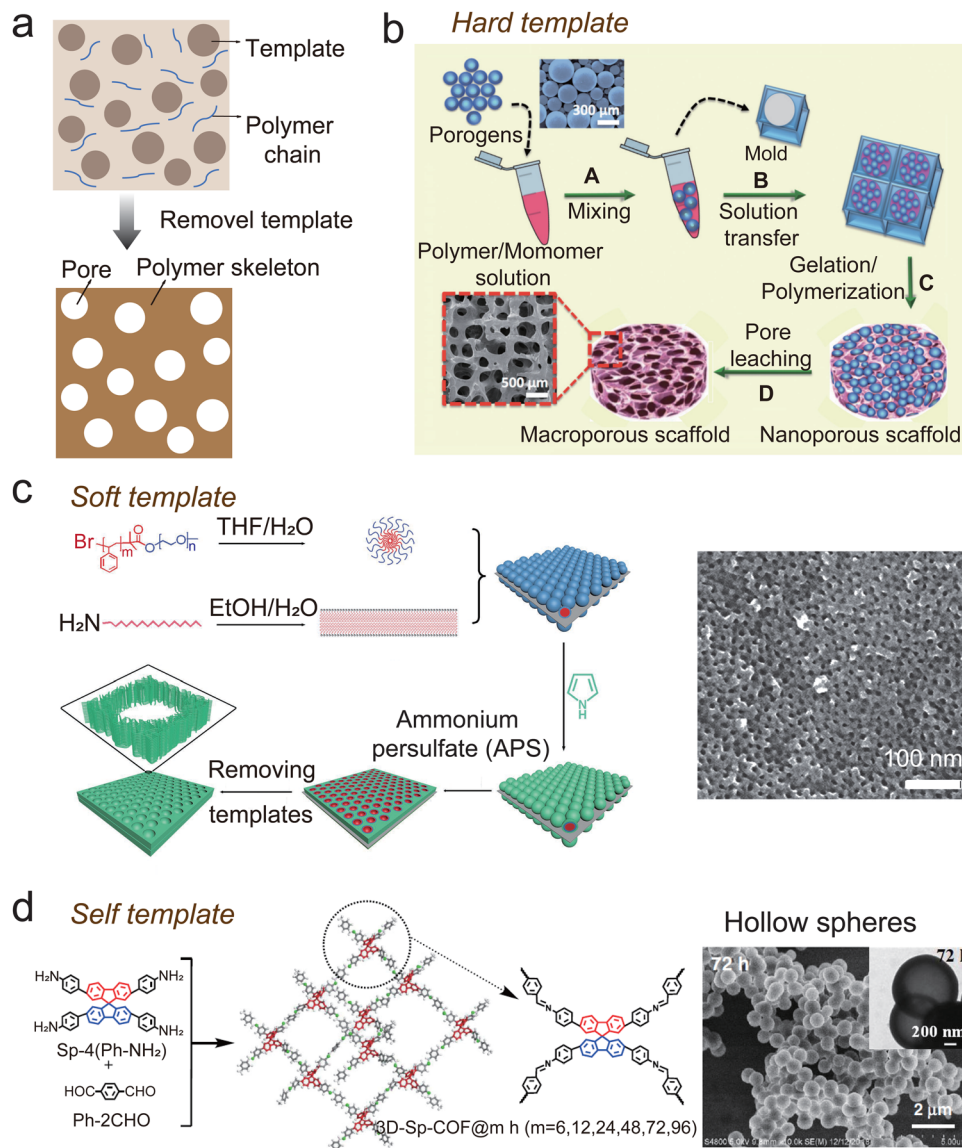 a
Template
Polymer
chain
Removel template
Pore
Polymer skeleton
b
Hard template
Porogens
300 μm
Mold
A
Mixing
B
Solution
transfer
Polymer/Momomer
solution
Gelation/
Polymerization
C
Pore
leaching
D
500 μm
Macroporous scaffold
Nanoporous scaffold
c
Soft template
Br
m
O
O
O
n
THF/H₂O
H₂N
EtOH/H₂O
N
H
Ammonium
persulfate (APS)
Removing
templates
100 nm
d
Self template
Hollow spheres
H₂N
NH₂
H₂N
NH₂
Sp-4(Ph-NH₂)
+
HOC
CHO
Ph-2CHO
N
N
N
N
3D-Sp-COF@m h (m=6,12,24,48,72,96)
72 h
200 nm
2 μm